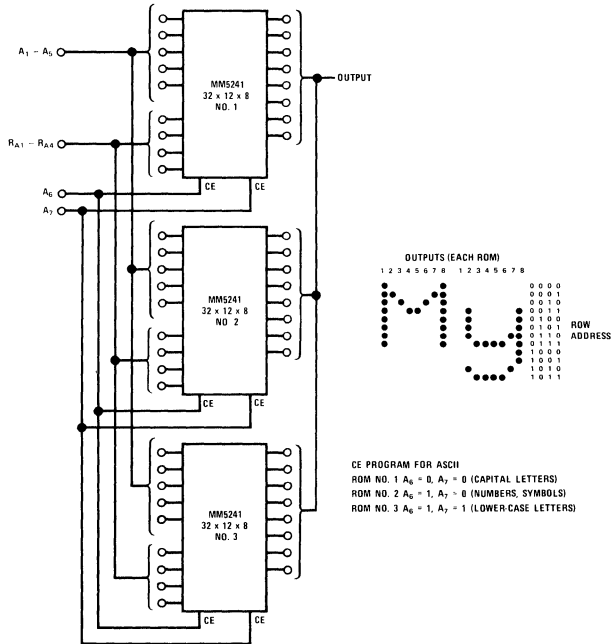 A1 – A5
MM5241
32 x 12 x 8
NO. 1
OUTPUT
RA1 – RA4
A6
A7
CE
CE
MM5241
32 x 12 x 8
NO. 2
CE
CE
MM5241
32 x 12 x 8
NO. 3
CE
CE
OUTPUTS (EACH ROM)
1 2 3 4 5 6 7 8 1 2 3 4 5 6 7 8
0 0 0 0
0 0 0 1
0 0 1 0
0 0 1 1
0 1 0 0
0 1 0 1
0 1 1 0
0 1 1 1
1 0 0 0
1 0 0 1
1 0 1 0
1 0 1 1
ROW
ADDRESS
My
CE PROGRAM FOR ASCII
ROM NO. 1 A6 = 0, A7 = 0 (CAPITAL LETTERS)
ROM NO. 2 A6 = 1, A7 = 0 (NUMBERS, SYMBOLS)
ROM NO. 3 A6 = 1, A7 = 1 (LOWER-CASE LETTERS)